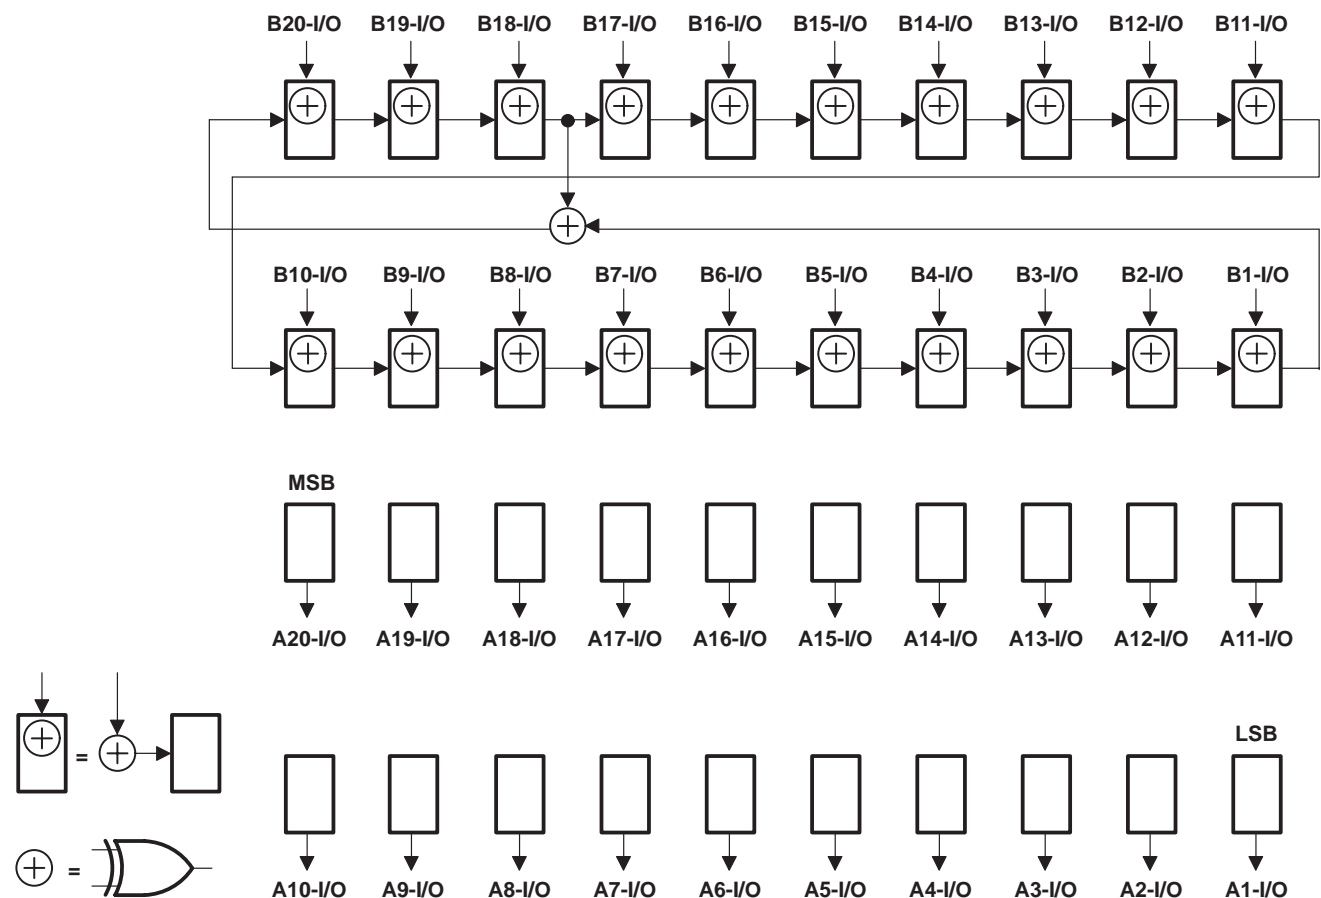 B20-I/O B19-I/O B18-I/O B17-I/O B16-I/O B15-I/O B14-I/O B13-I/O B12-I/O B11-I/O
B10-I/O B9-I/O B8-I/O B7-I/O B6-I/O B5-I/O B4-I/O B3-I/O B2-I/O B1-I/O
MSB
A20-I/O A19-I/O A18-I/O A17-I/O A16-I/O A15-I/O A14-I/O A13-I/O A12-I/O A11-I/O
LSB
=
=
A10-I/O A9-I/O A8-I/O A7-I/O A6-I/O A5-I/O A4-I/O A3-I/O A2-I/O A1-I/O